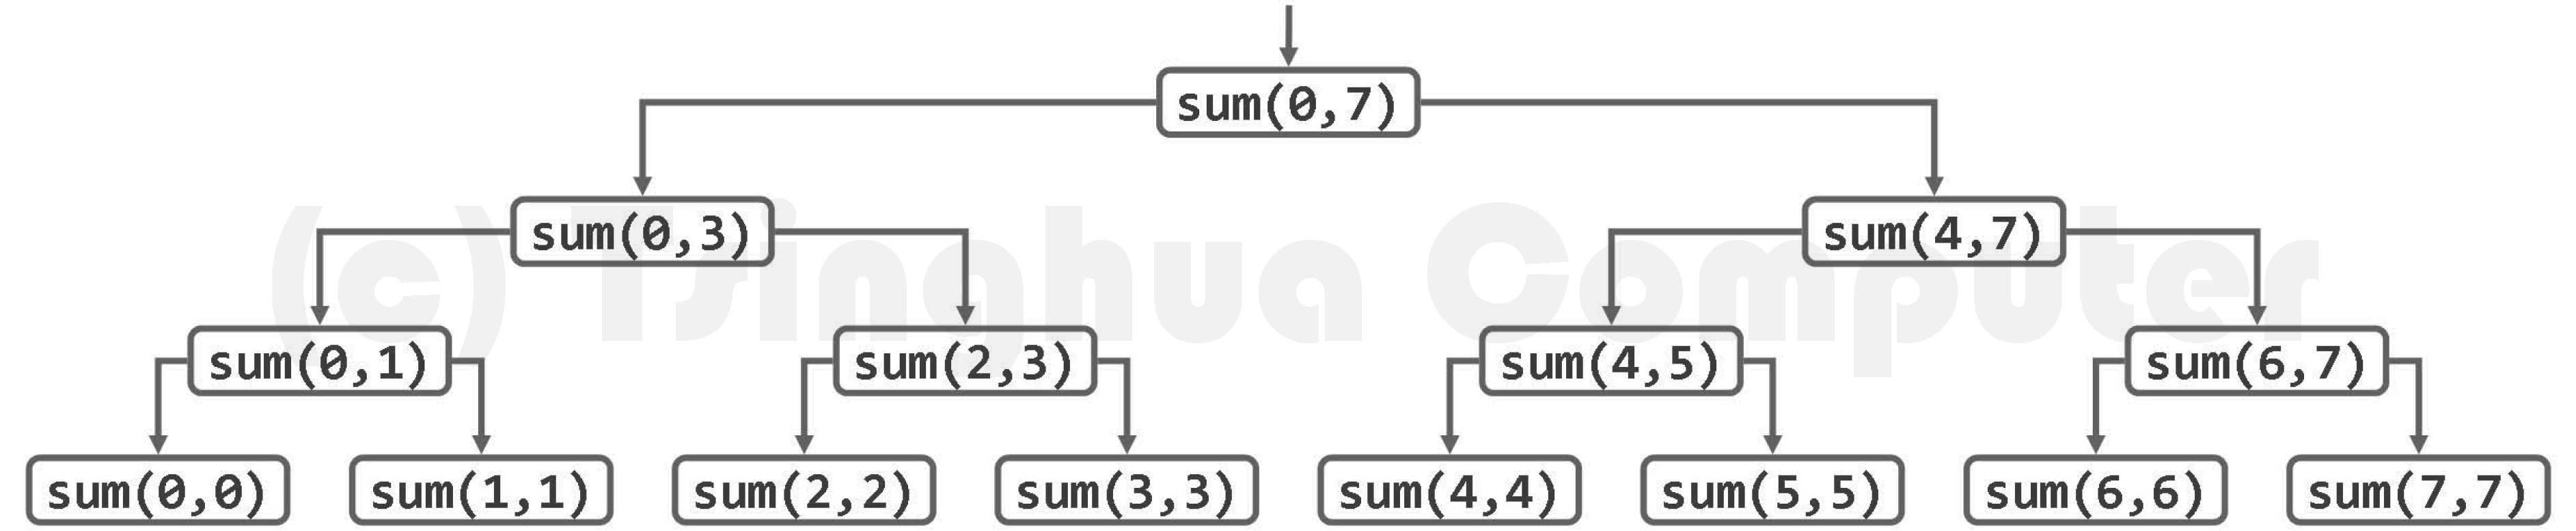 sum(0,7)
sum(0,3) sum(4,7)
(c) Tsinghua Computer
sum(0,1) sum(2,3) sum(4,5) sum(6,7)
sum(0,0) sum(1,1) sum(2,2) sum(3,3) sum(4,4) sum(5,5) sum(6,6) sum(7,7)